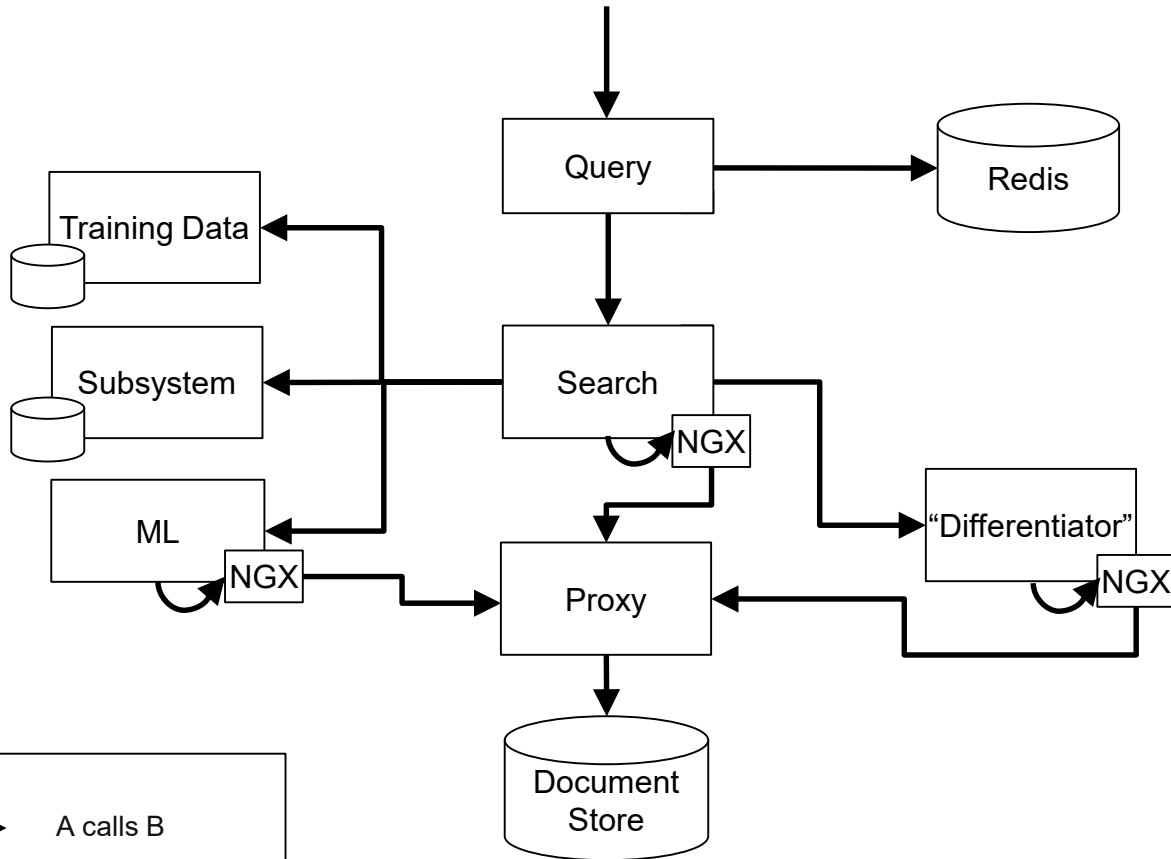 Query
Redis
Training Data
Subsystem
Search
NGX
ML
NGX
Proxy
“Differentiator”
NGX
Document
Store
A calls B